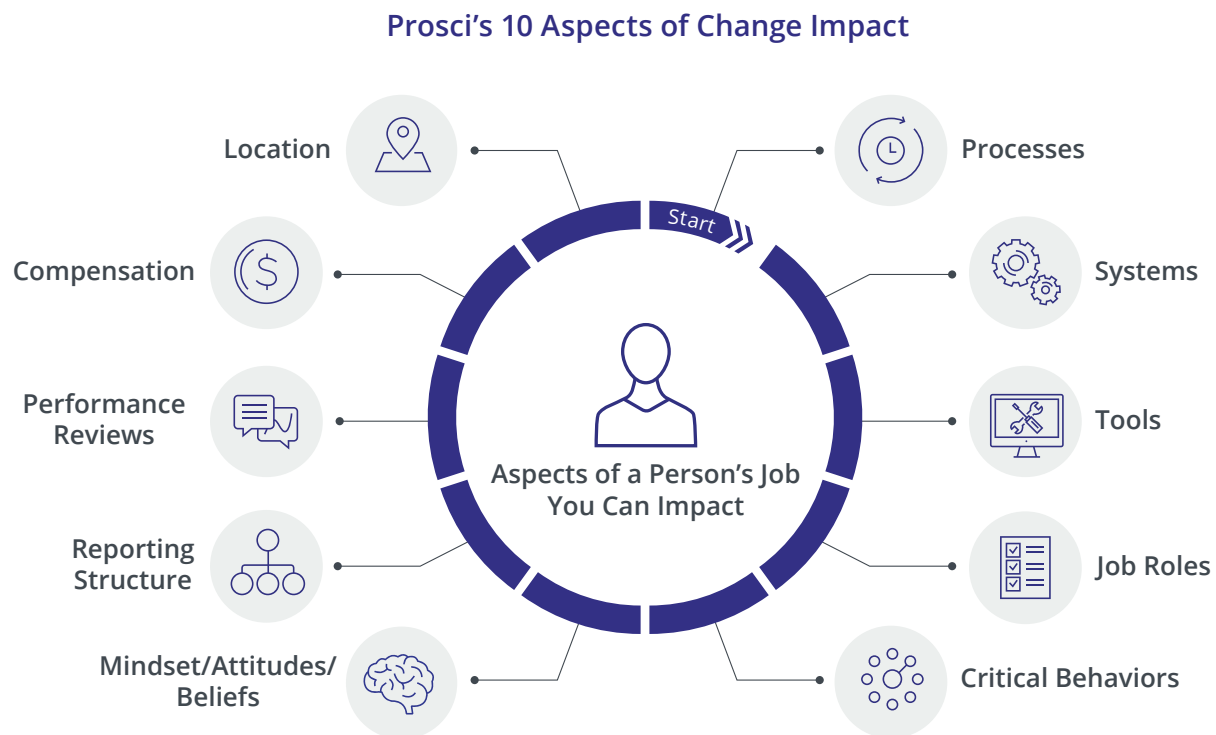 Prosci’s 10 Aspects of Change Impact
Start
Processes
Systems
Tools
Job Roles
Critical Behaviors
Mindset/Attitudes/
Beliefs
Reporting
Structure
Performance
Reviews
Compensation
Location
Aspects of a Person’s Job
You Can Impact